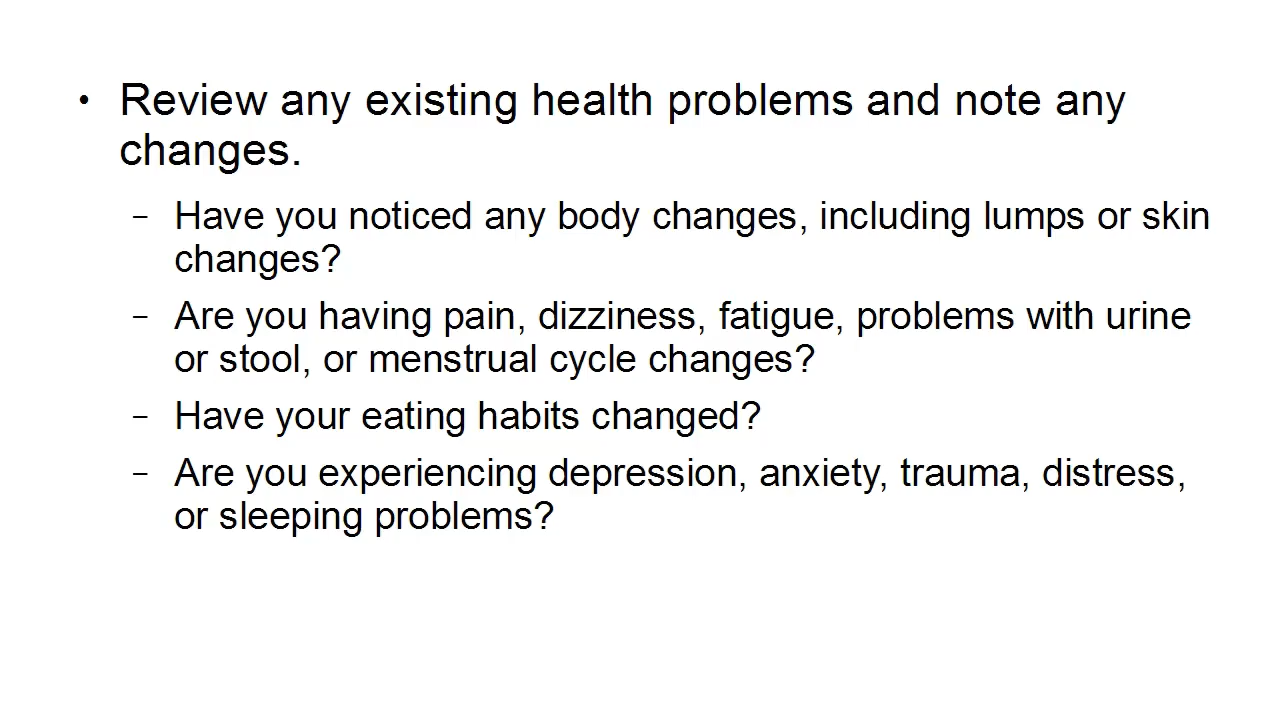 • Review any existing health problems and note any
changes.
– Have you noticed any body changes, including lumps or skin
changes?
– Are you having pain, dizziness, fatigue, problems with urine
or stool, or menstrual cycle changes?
– Have your eating habits changed?
– Are you experiencing depression, anxiety, trauma, distress,
or sleeping problems?